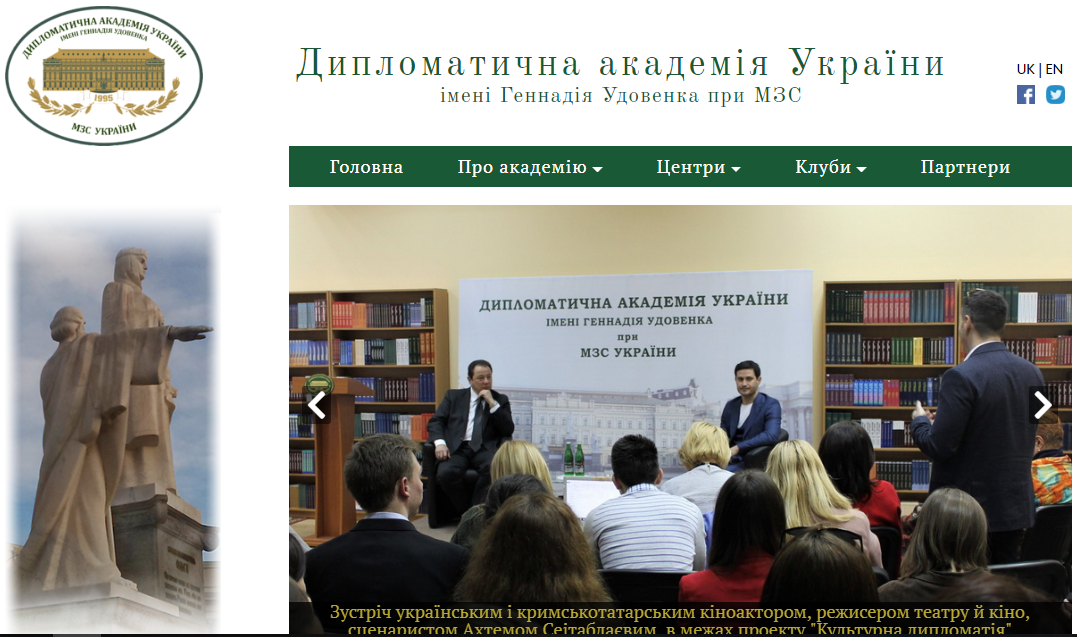 ДИПЛОМАТИЧНА АКАДЕМІЯ УКРАЇНИ
ІМЕНІ ГЕННАДІЯ УДОВЕНКА
1995
МЗС УКРАЇНИ
Дипломатична академія України
імені Геннадія Удовенка при МЗС
UK | EN
Головна Про академію Центри Клуби Партнери
ДИПЛОМАТИЧНА АКАДЕМІЯ УКРАЇНИ
ІМЕНІ ГЕННАДІЯ УДОВЕНКА
при
МЗС УКРАЇНИ
Зустріч українським і кримськотатарським кіноактором, режисером театру й кіно,
сценаристом Ахтемом Сеітаблаєвим, в межах проекту "Культурна дипломатія"